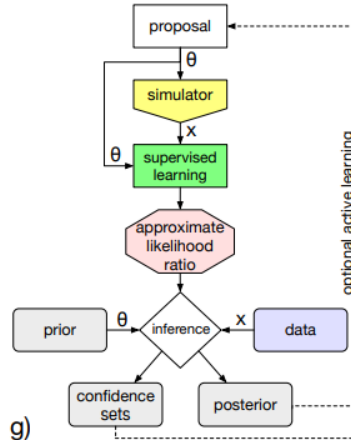 proposal
θ
simulator
x
θ
supervised
learning
optional active learning
approximate
likelihood
ratio
prior
θ
inference
x
data
confidence
sets
posterior
g)